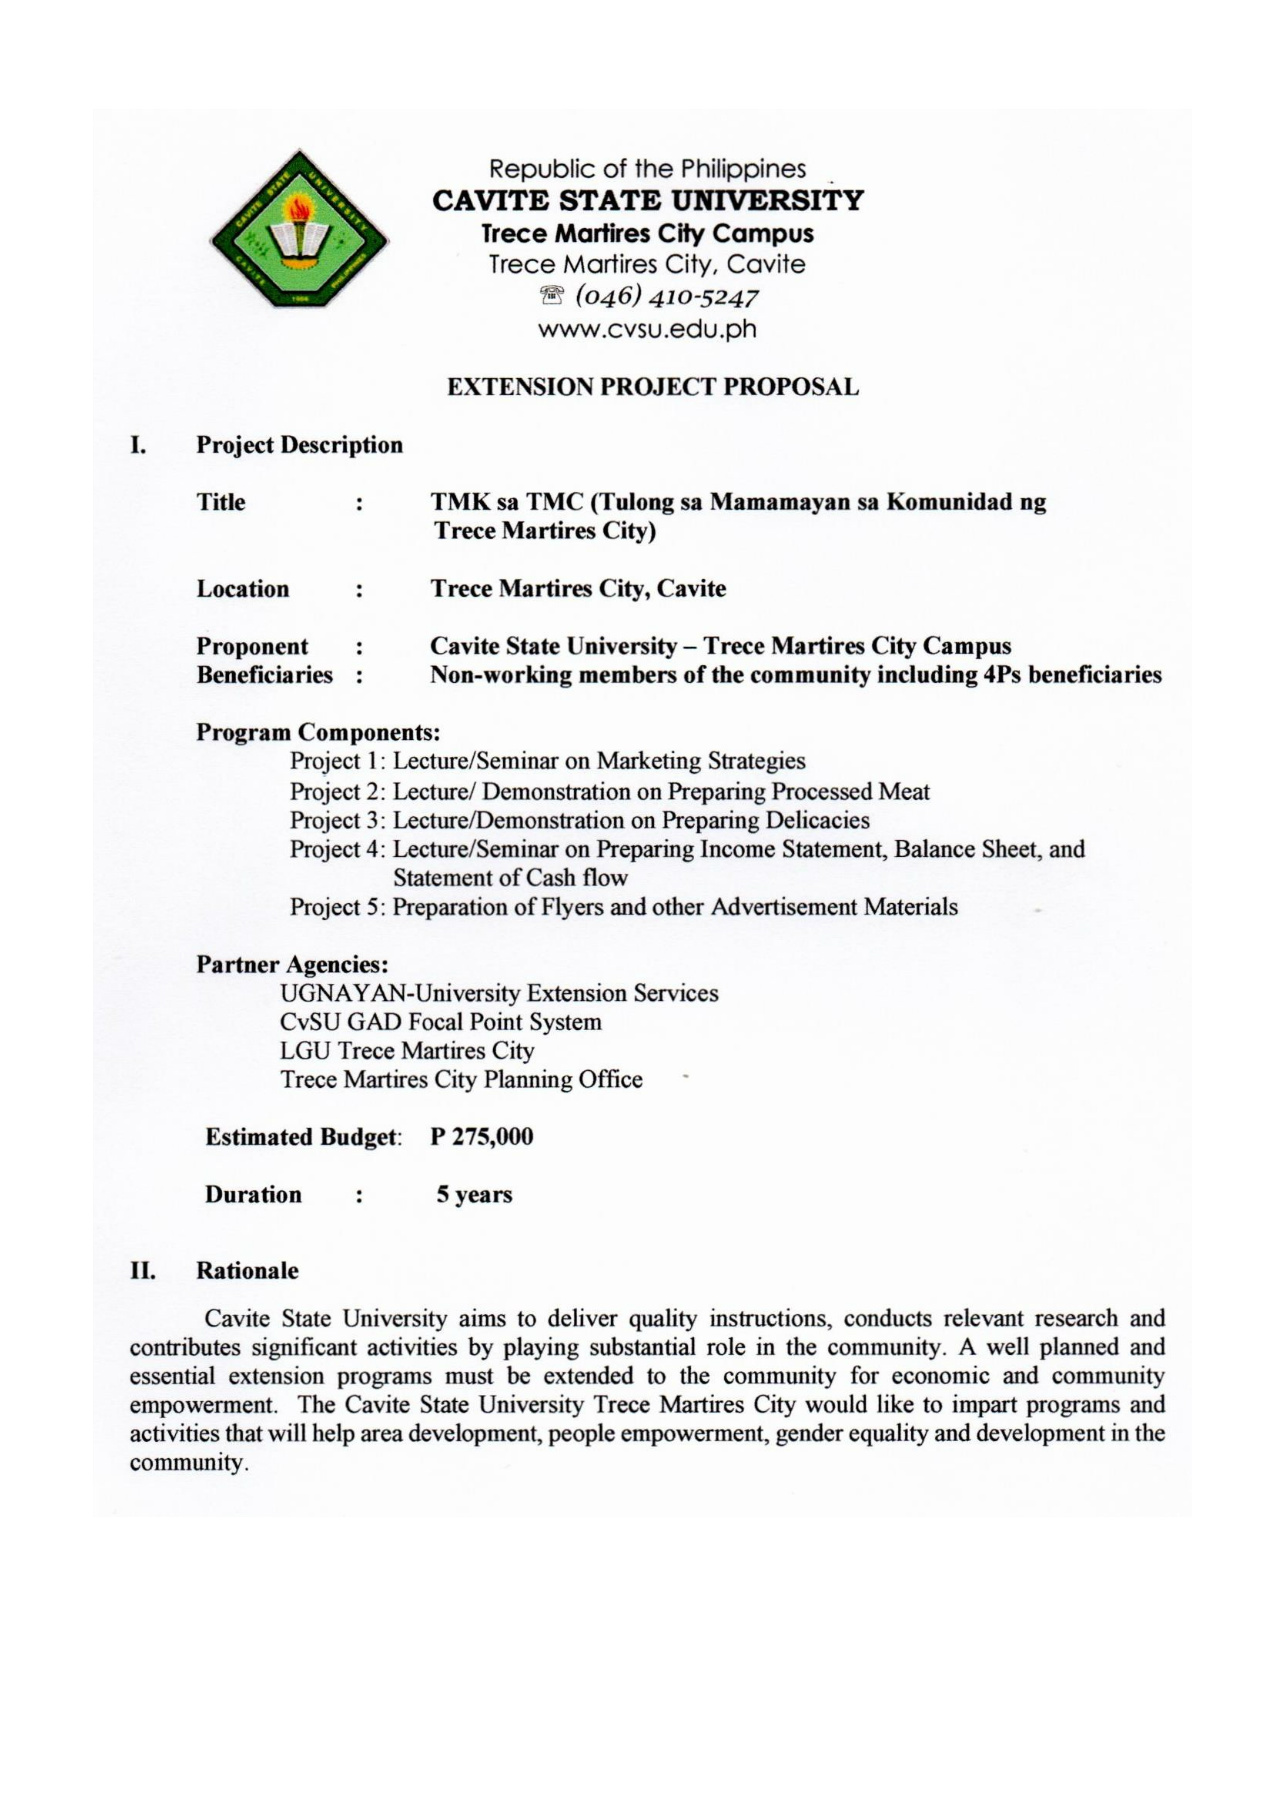 CAVITE STATE UNIVERSITY
CAVITE PHILIPPINES
1906
Republic of the Philippines
CAVITE STATE UNIVERSITY
Trece Martires City Campus
Trece Martires City, Cavite
☏ (046) 410-5247
www.cvsu.edu.ph
EXTENSION PROJECT PROPOSAL
I. Project Description
Title : TMK sa TMC (Tulong sa Mamamayan sa Komunidad ng
Trece Martires City)
Location : Trece Martires City, Cavite
Proponent : Cavite State University – Trece Martires City Campus
Beneficiaries : Non-working members of the community including 4Ps beneficiaries
Program Components:
Project 1: Lecture/Seminar on Marketing Strategies
Project 2: Lecture/ Demonstration on Preparing Processed Meat
Project 3: Lecture/Demonstration on Preparing Delicacies
Project 4: Lecture/Seminar on Preparing Income Statement, Balance Sheet, and
Statement of Cash flow
Project 5: Preparation of Flyers and other Advertisement Materials
Partner Agencies:
UGNAYAN-University Extension Services
CvSU GAD Focal Point System
LGU Trece Martires City
Trece Martires City Planning Office
Estimated Budget: P 275,000
Duration : 5 years
II. Rationale
Cavite State University aims to deliver quality instructions, conducts relevant research and
contributes significant activities by playing substantial role in the community. A well planned and
essential extension programs must be extended to the community for economic and community
empowerment. The Cavite State University Trece Martires City would like to impart programs and
activities that will help area development, people empowerment, gender equality and development in the
community.